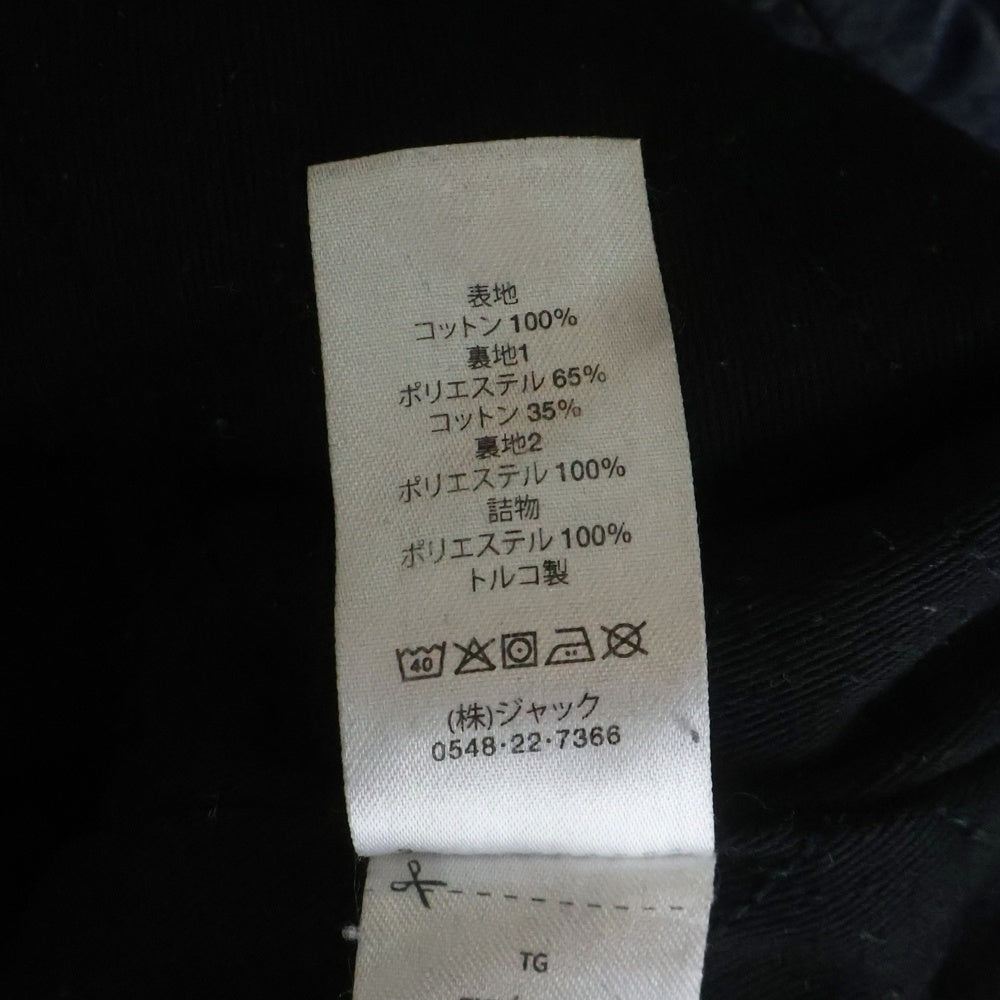 表地
コットン 100%
裏地1
ポリエステル 65%
コットン 35%
裏地2
ポリエステル 100%
詰物
ポリエステル 100%
トルコ製
40
(株)ジャック
0548·22·7366
TG